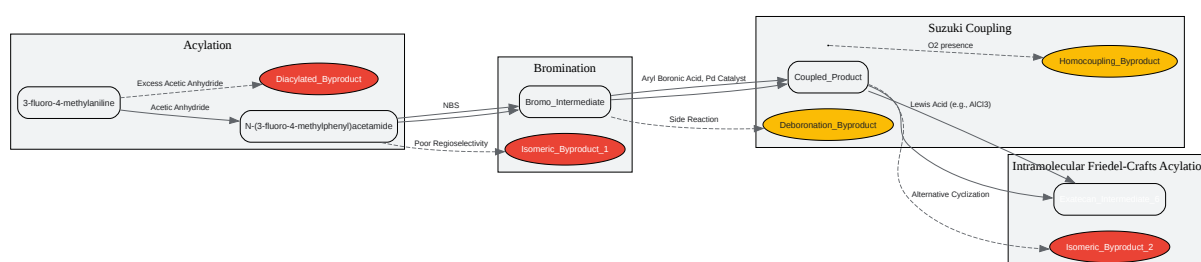 Acylation
3-fluoro-4-methylaniline
Excess Acetic Anhydride
Acetic Anhydride
Diacylated_Byproduct
N-(3-fluoro-4-methylphenyl)acetamide
NBS
Poor Regioselectivity
Bromination
Bromo_Intermediate
Isomeric_Byproduct_1
Aryl Boronic Acid, Pd Catalyst
Side Reaction
Suzuki Coupling
O2 presence
Homocoupling_Byproduct
Coupled_Product
Deboronation_Byproduct
Lewis Acid (e.g., AlCl3)
Alternative Cyclization
Intramolecular Friedel-Crafts Acylatio
Isomeric_Byproduct_2